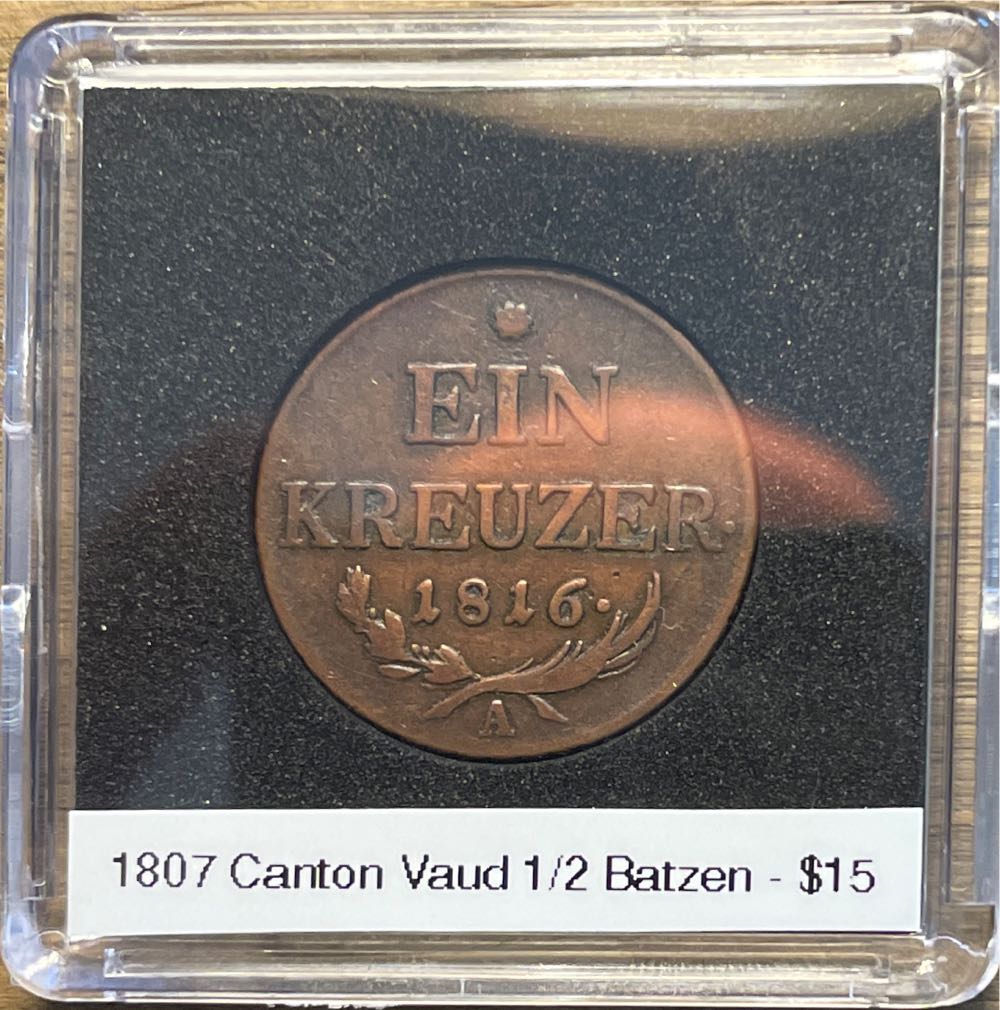 EIN
KREUZER.
1816.
A
1807 Canton Vaud 1/2 Batzen - $15